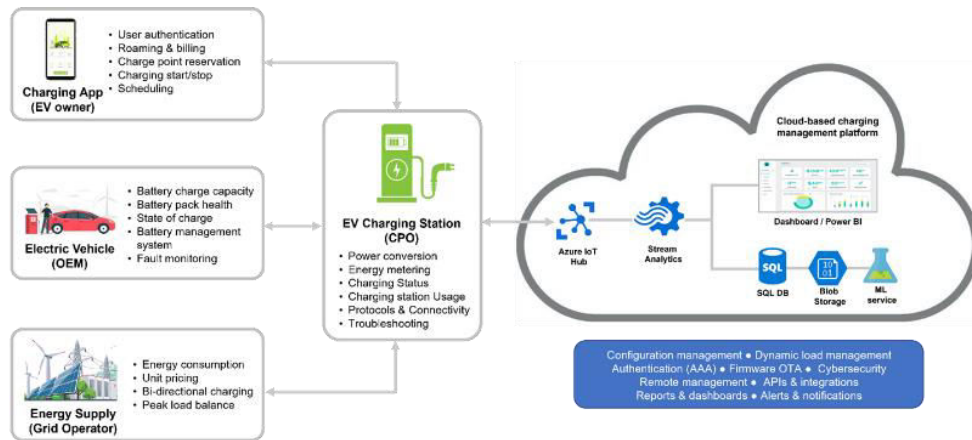 Charging App
(EV owner)
• User authentication
• Roaming & billing
• Charge point reservation
• Charging start/stop
• Scheduling
Electric Vehicle
(OEM)
• Battery charge capacity
• Battery pack health
• State of charge
• Battery management
system
• Fault monitoring
Energy Supply
(Grid Operator)
• Energy consumption
• Unit pricing
• Bi-directional charging
• Peak load balance
EV Charging Station
(CPO)
• Power conversion
• Energy metering
• Charging Status
• Charging station Usage
• Protocols & Connectivity
• Troubleshooting
Cloud-based charging
management platform
Azure IoT
Hub
Stream
Analytics
Dashboard / Power BI
SQL
SQL DB
10
01
Blob
Storage
ML
service
Configuration management ● Dynamic load management
Authentication (AAA) ● Firmware OTA ● Cybersecurity
Remote management ● APIs & integrations
Reports & dashboards ● Alerts & notifications